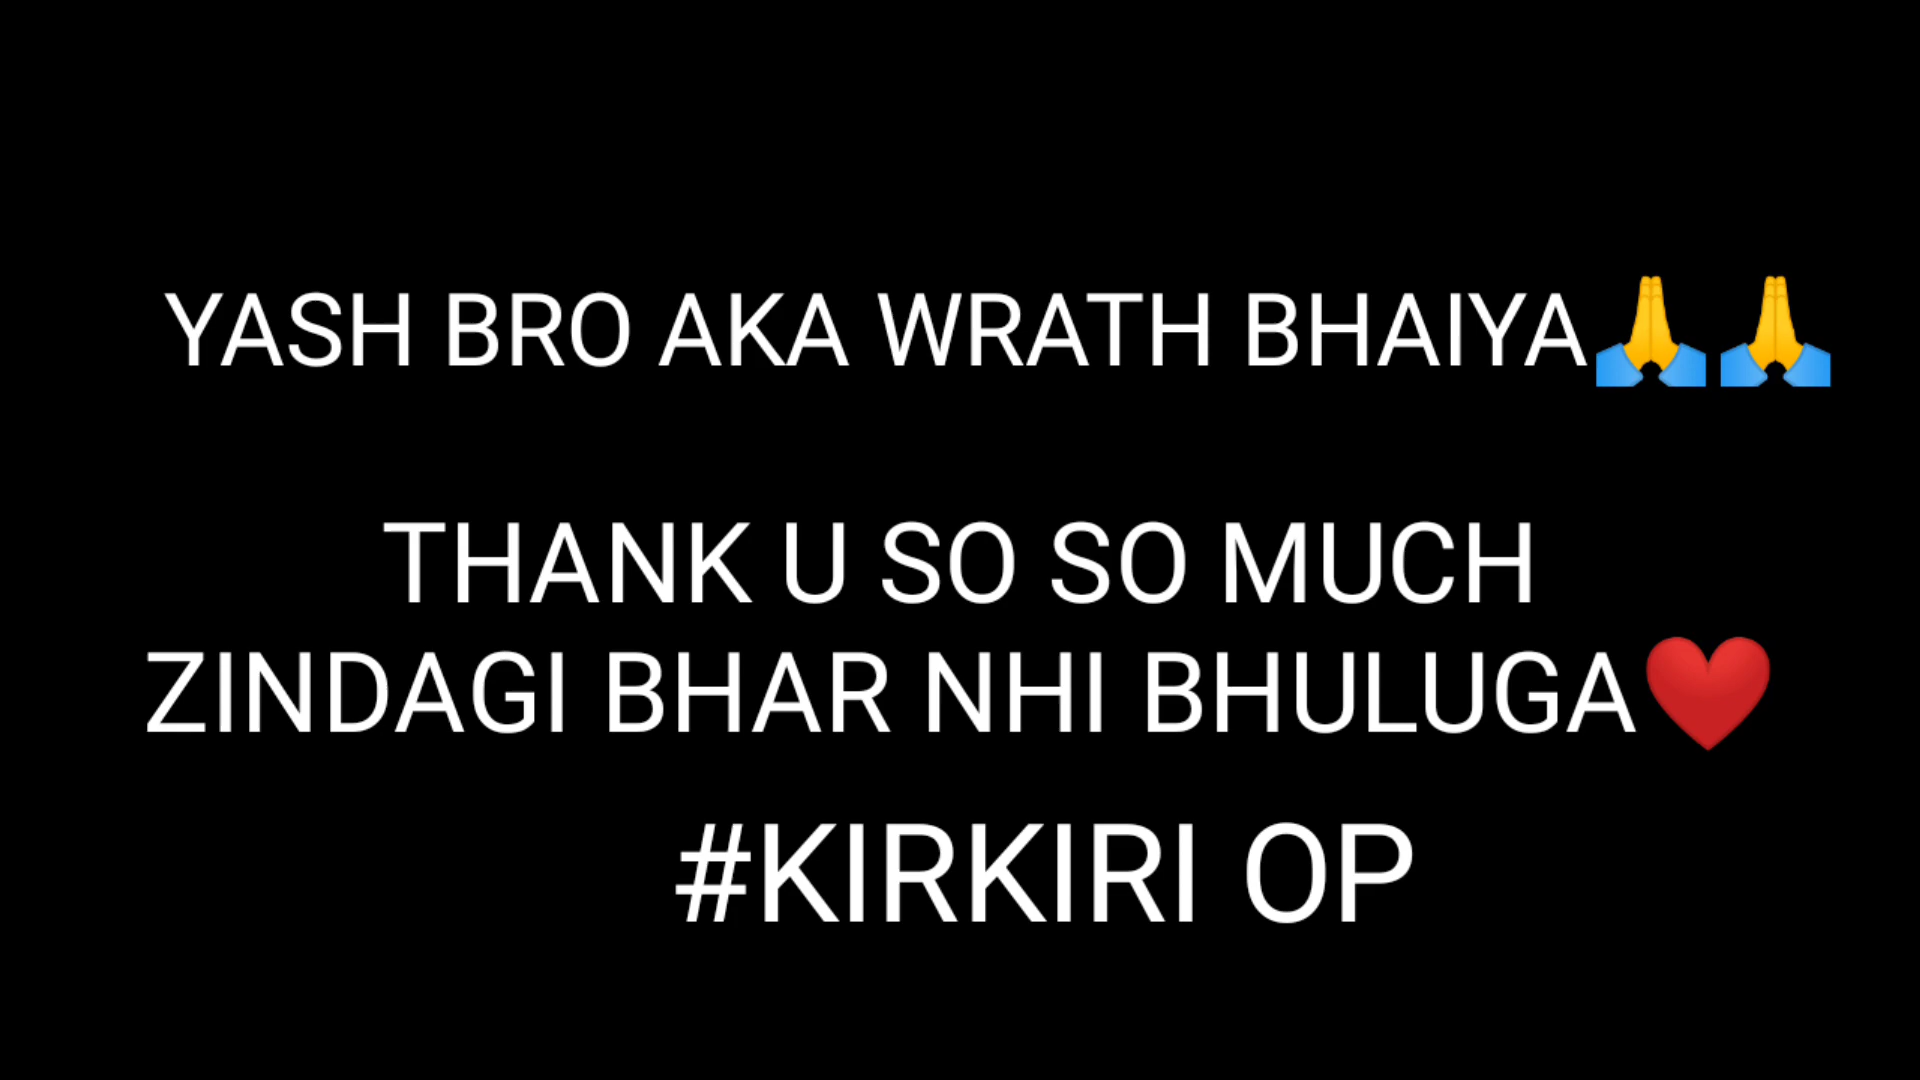 YASH BRO AKA WRATH BHAIYA🙏🙏
THANK U SO SO MUCH
ZINDAGI BHAR NHI BHULUGA❤️
#KIRKIRI OP